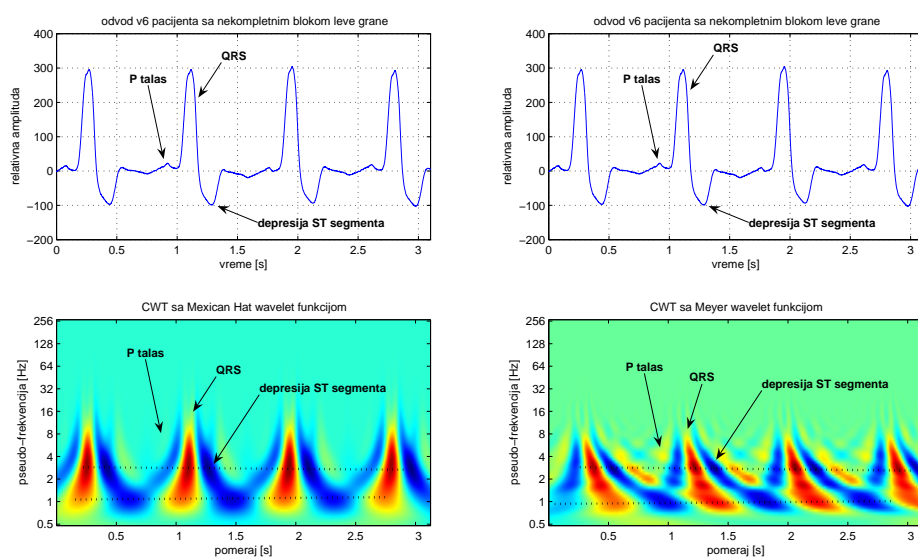 odvod v6 pacijenta sa nekompletnim blokom leve grane
400
300
200
100
0
−100
−200
relativna amplituda
P talas
QRS
depresija ST segmenta
0
0.5
1
1.5
2
2.5
3
vreme [s]
odvod v6 pacijenta sa nekompletnim blokom leve grane
400
300
200
100
0
−100
−200
relativna amplituda
P talas
QRS
depresija ST segmenta
0
0.5
1
1.5
2
2.5
3
vreme [s]
CWT sa Mexican Hat wavelet funkcijom
256
128
64
32
16
8
4
2
1
0.5
pseudo−frekvencija [Hz]
P talas
QRS
depresija ST segmenta
0
0.5
1
1.5
2
2.5
3
pomeraj [s]
CWT sa Meyer wavelet funkcijom
256
128
64
32
16
8
4
2
1
0.5
pseudo−frekvencija [Hz]
P talas
QRS
depresija ST segmenta
0
0.5
1
1.5
2
2.5
3
pomeraj [s]